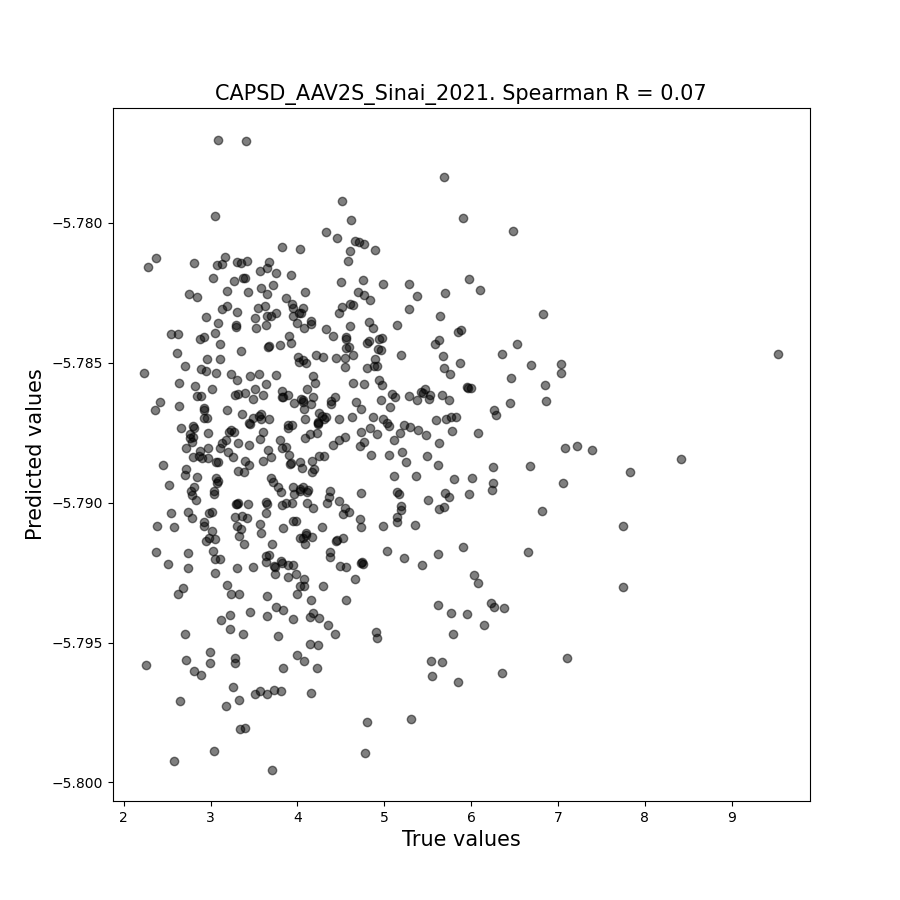 CAPSD_AAV2S_Sinai_2021. Spearman R = 0.07
Predicted values
−5.780
−5.785
−5.790
−5.795
−5.800
2 3 4 5 6 7 8 9
True values